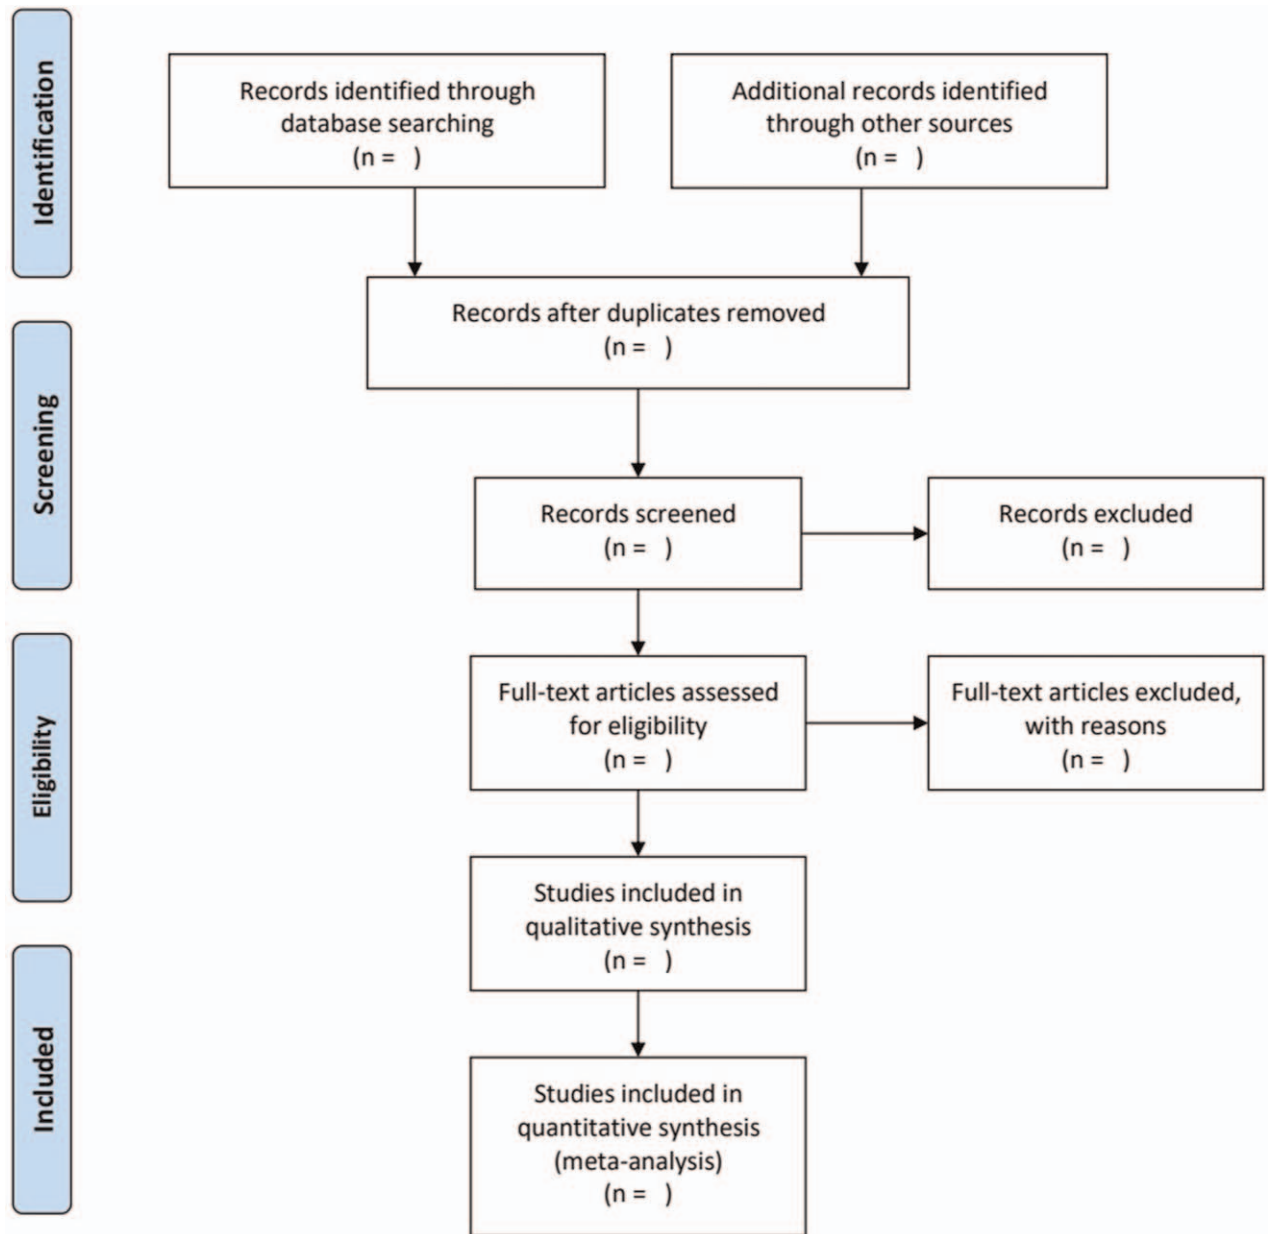 Identification
Records identified through
database searching
(n =   )
Additional records identified
through other sources
(n =   )
Records after duplicates removed
(n =   )
Screening
Records screened
(n =   )
Records excluded
(n =   )
Eligibility
Full-text articles assessed
for eligibility
(n =   )
Full-text articles excluded,
with reasons
(n =   )
Studies included in
qualitative synthesis
(n =   )
Included
Studies included in
quantitative synthesis
(meta-analysis)
(n =   )